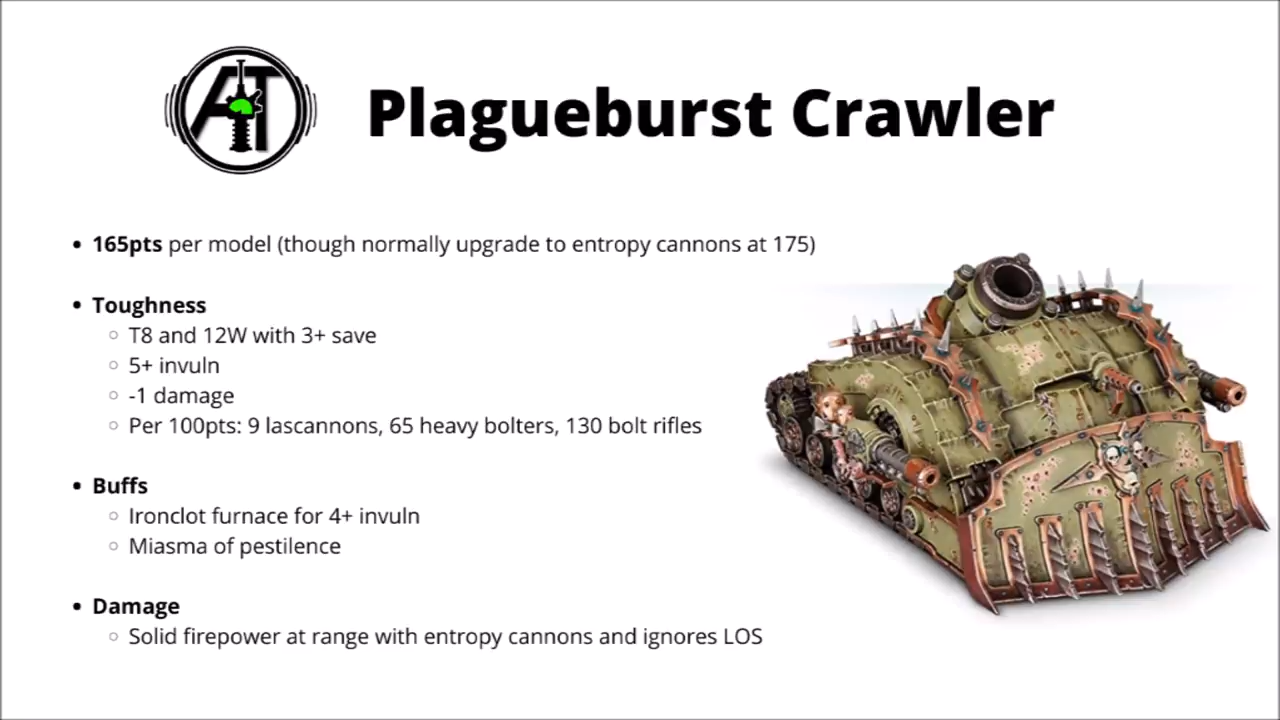 AT
Plagueburst Crawler
• 165pts per model (though normally upgrade to entropy cannons at 175)
• Toughness
○ T8 and 12W with 3+ save
○ 5+ invuln
○ -1 damage
○ Per 100pts: 9 lascannons, 65 heavy bolters, 130 bolt rifles
• Buffs
○ Ironclot furnace for 4+ invuln
○ Miasma of pestilence
• Damage
○ Solid firepower at range with entropy cannons and ignores LOS